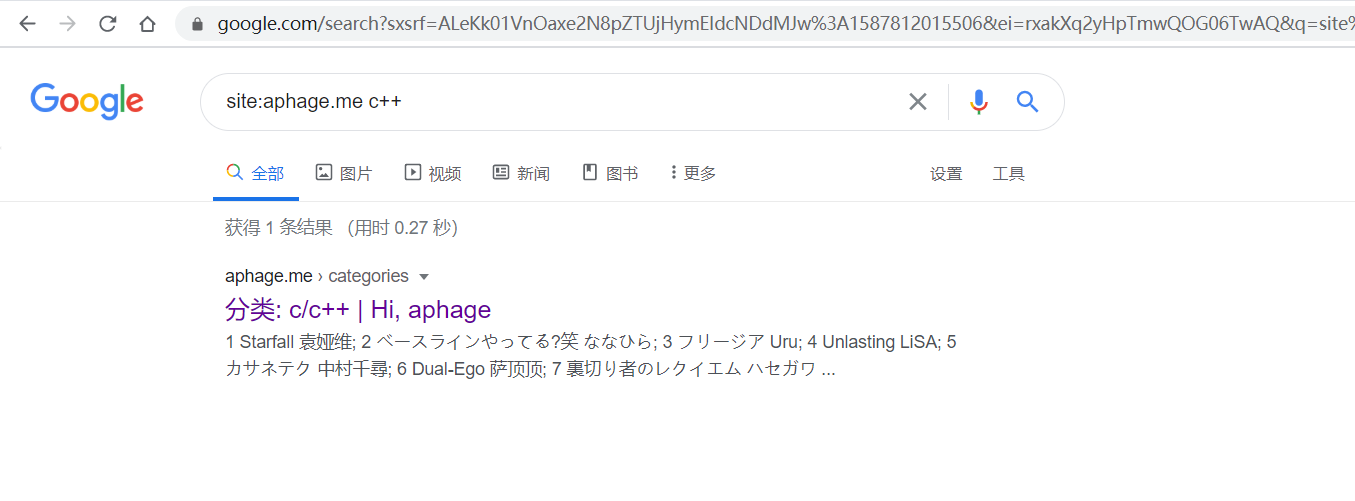 google.com/search?sxsrf=ALeKk01VnOaxe2N8pZTUjHymEIdcNDdMJw%3A1587812015506&ei=rxakXq2yHpTmwQOG06TwAQ&q=site%
Google
site:aphage.me c++
全部 图片 视频 新闻 图书 更多 设置 工具
获得 1 条结果 （用时 0.27 秒）
aphage.me › categories
分类: c/c++ | Hi, aphage
1 Starfall 袁娅维; 2 ベースラインやってる?笑 ななひら; 3 フリージア Uru; 4 Unlasting LiSA; 5
カサネテク 中村千尋; 6 Dual-Ego 萨顶顶; 7 裏切り者のレクイエム ハセガワ ...